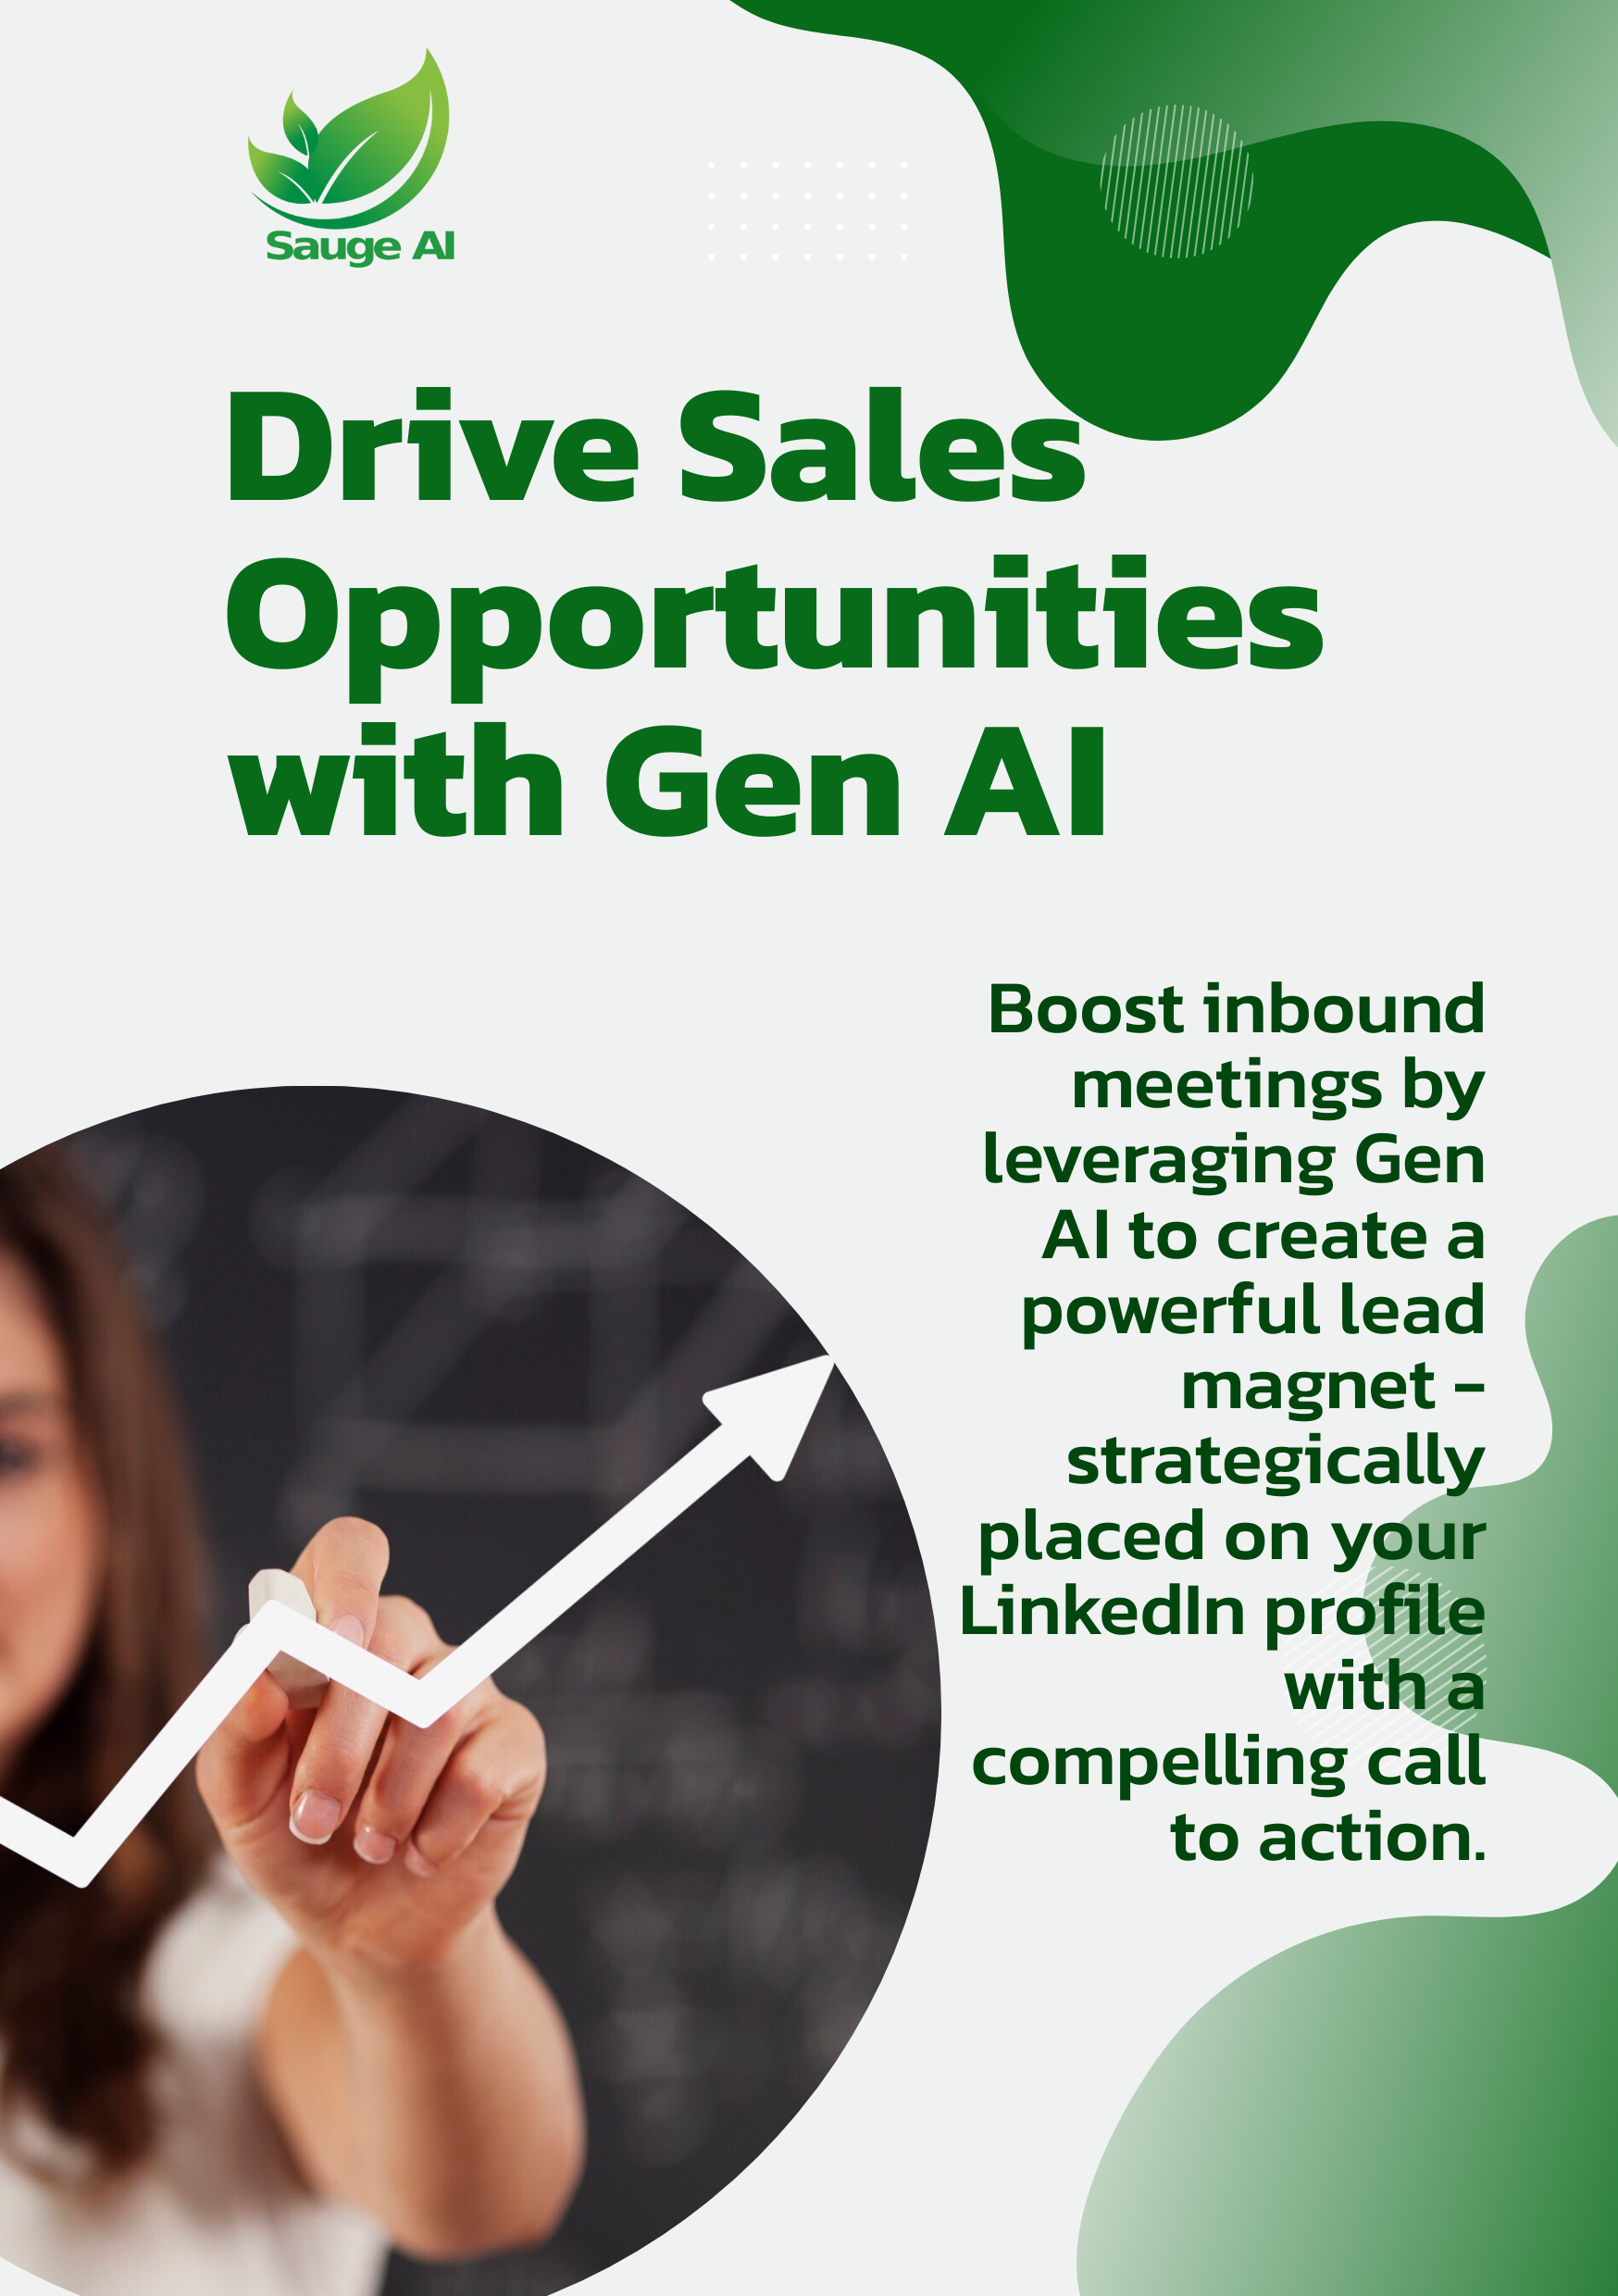 Sauge AI
Drive Sales
Opportunities
with Gen AI
Boost inbound
meetings by
leveraging Gen
AI to create a
powerful lead
magnet –
strategically
placed on your
LinkedIn profile
with a
compelling call
to action.